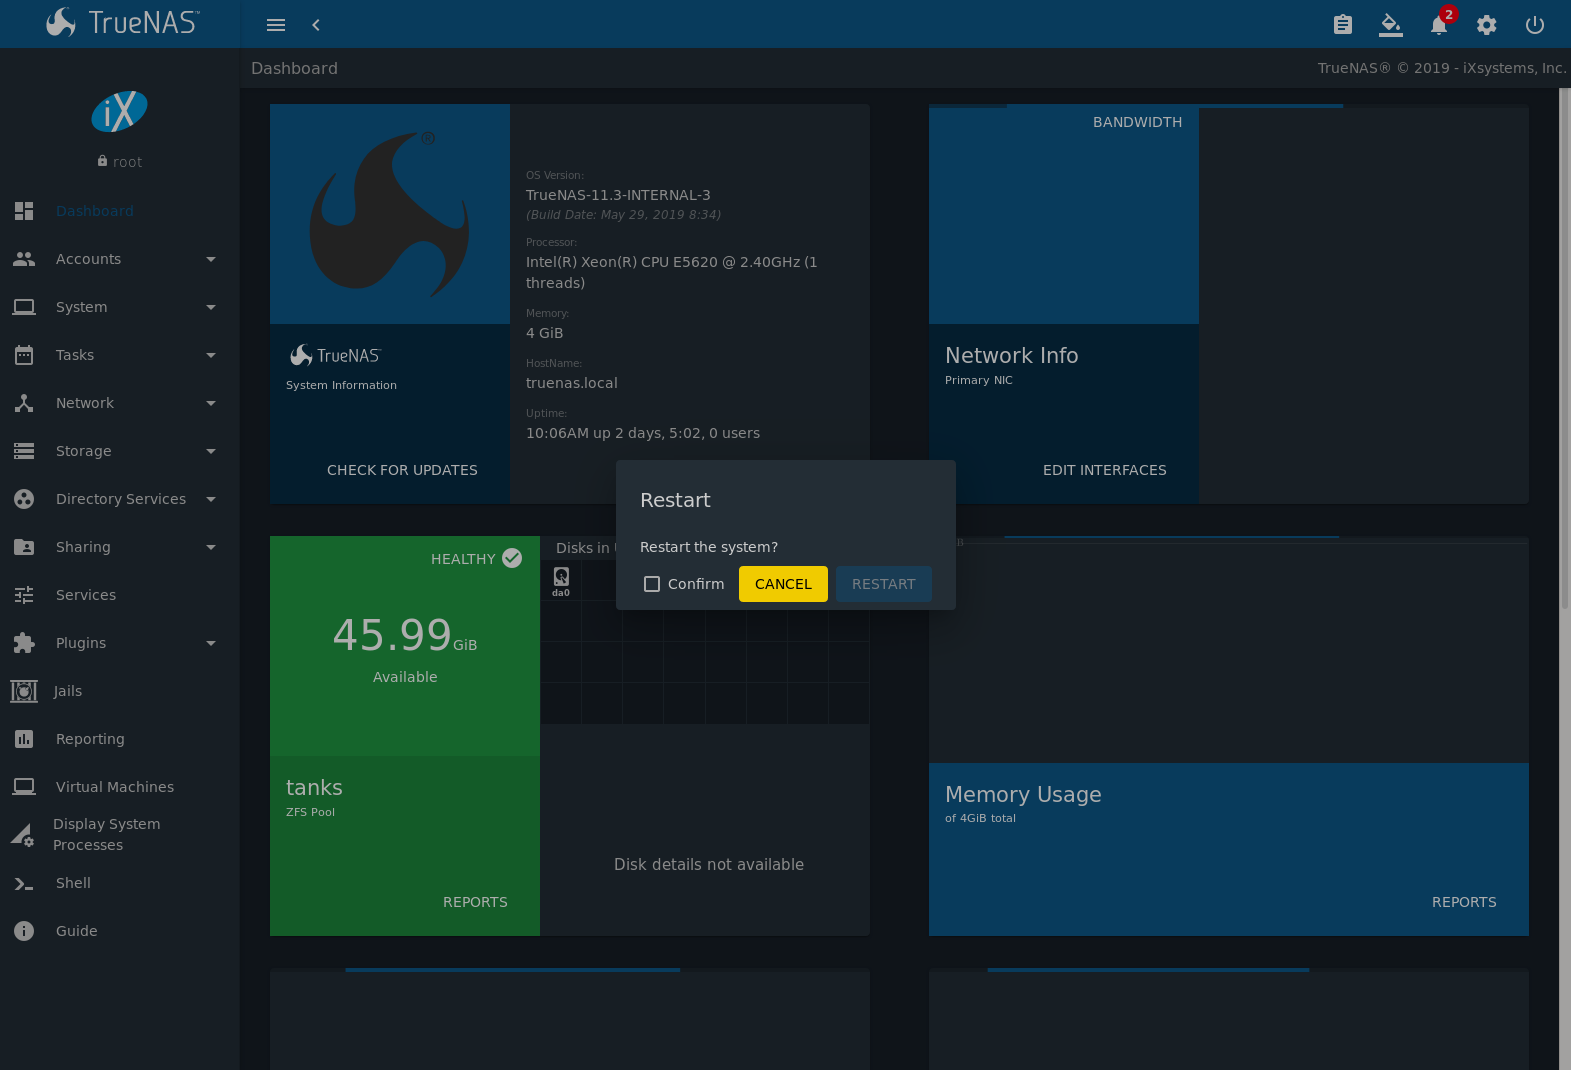 TrueNAS™
2
Dashboard
TrueNAS® © 2019 - iXsystems, Inc.
iX
root
Dashboard
Accounts
System
Tasks
Network
Storage
Directory Services
Sharing
Services
Plugins
Jails
Reporting
Virtual Machines
Display System
Processes
Shell
Guide
®
TrueNAS
System Information
CHECK FOR UPDATES
OS Version:
TrueNAS-11.3-INTERNAL-3
(Build Date: May 29, 2019 8:34)
Processor:
Intel(R) Xeon(R) CPU E5620 @ 2.40GHz (1
threads)
Memory:
4 GiB
HostName:
truenas.local
Uptime:
10:06AM up 2 days, 5:02, 0 users
BANDWIDTH
Network Info
Primary NIC
EDIT INTERFACES
Restart
Restart the system?
Confirm
CANCEL
RESTART
HEALTHY
45.99GiB
Available
tanks
ZFS Pool
REPORTS
Disks in
da0
Disk details not available
Memory Usage
of 4GiB total
REPORTS